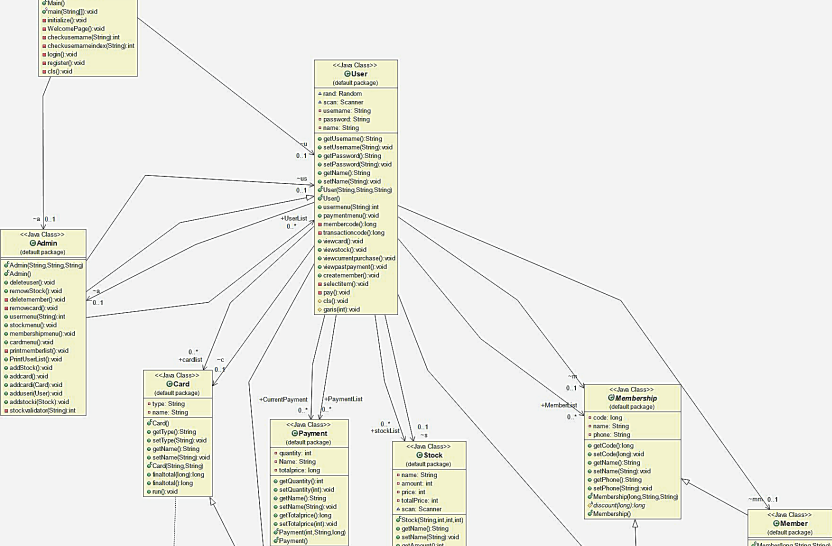 Main()
main(String[]):void
initialize():void
WelcomePage():void
checkusername(String):int
checkusernameindex(String):int
login():void
register():void
cls():void
<<Java Class>>
User
(default package)
rand: Random
scan: Scanner
username: String
password: String
name: String
getUsername():String
setUsername(String):void
getPassword():String
setPassword(String):void
getName():String
setName(String):void
User(String,String,String)
User()
usermenu(String):int
paymentmenu():void
membercode():long
transactioncode():long
viewcard():void
viewstock():void
viewcurrentpurchase():void
viewpastpayment():void
createmember():void
selectitem():void
pay():void
cls():void
garis(int):void
~u
0..1
~us
0..1
+UserList
0..*
~a 0..1
<<Java Class>>
Admin
(default package)
Admin(String,String,String)
Admin()
deleteuser():void
removeStock():void
deletemember():void
removecard():void
usermenu(String):int
stockmenu():void
membershipmenu():void
cardmenu():void
printmemberlist():void
PrintUserList():void
addStock():void
addcard():void
addcardi(Card):void
adduseri(User):void
addstocki(Stock):void
stockvalidator(String):int
~a
0..1
0..*
+cardlist
~c
0..1
<<Java Class>>
Card
(default package)
type: String
name: String
Card()
getType():String
setType(String):void
getName():String
setName(String):void
Card(String,String)
finaltotal(long):long
finaltotal():long
run():void
+CurrentPayment
0..*
+PaymentList
0..*
<<Java Class>>
Payment
(default package)
quantity: int
Name: String
totalprice: long
getQuantity():int
setQuantity(int):void
getName():String
setName(String):void
getTotalprice():long
setTotalprice(int):void
Payment(int,String,long)
Payment()
0..*
+stockList
0..1
~s
<<Java Class>>
Stock
(default package)
name: String
amount: int
price: int
totalPrice: int
scan: Scanner
Stock(String,int,int,int)
getName():String
setName(String):void
getAmount():int
~m
0..1
+MemberList
0..*
<<Java Class>>
Membership
(default package)
code: long
name: String
phone: String
getCode():long
setCode(long):void
getName():String
setName(String):void
getPhone():String
setPhone(String):void
Membership(long,String,String)
discount(long):long
Membership()
~mm 0..1
<<Java Class>>
Member
(default package)
Member(long,String,String)